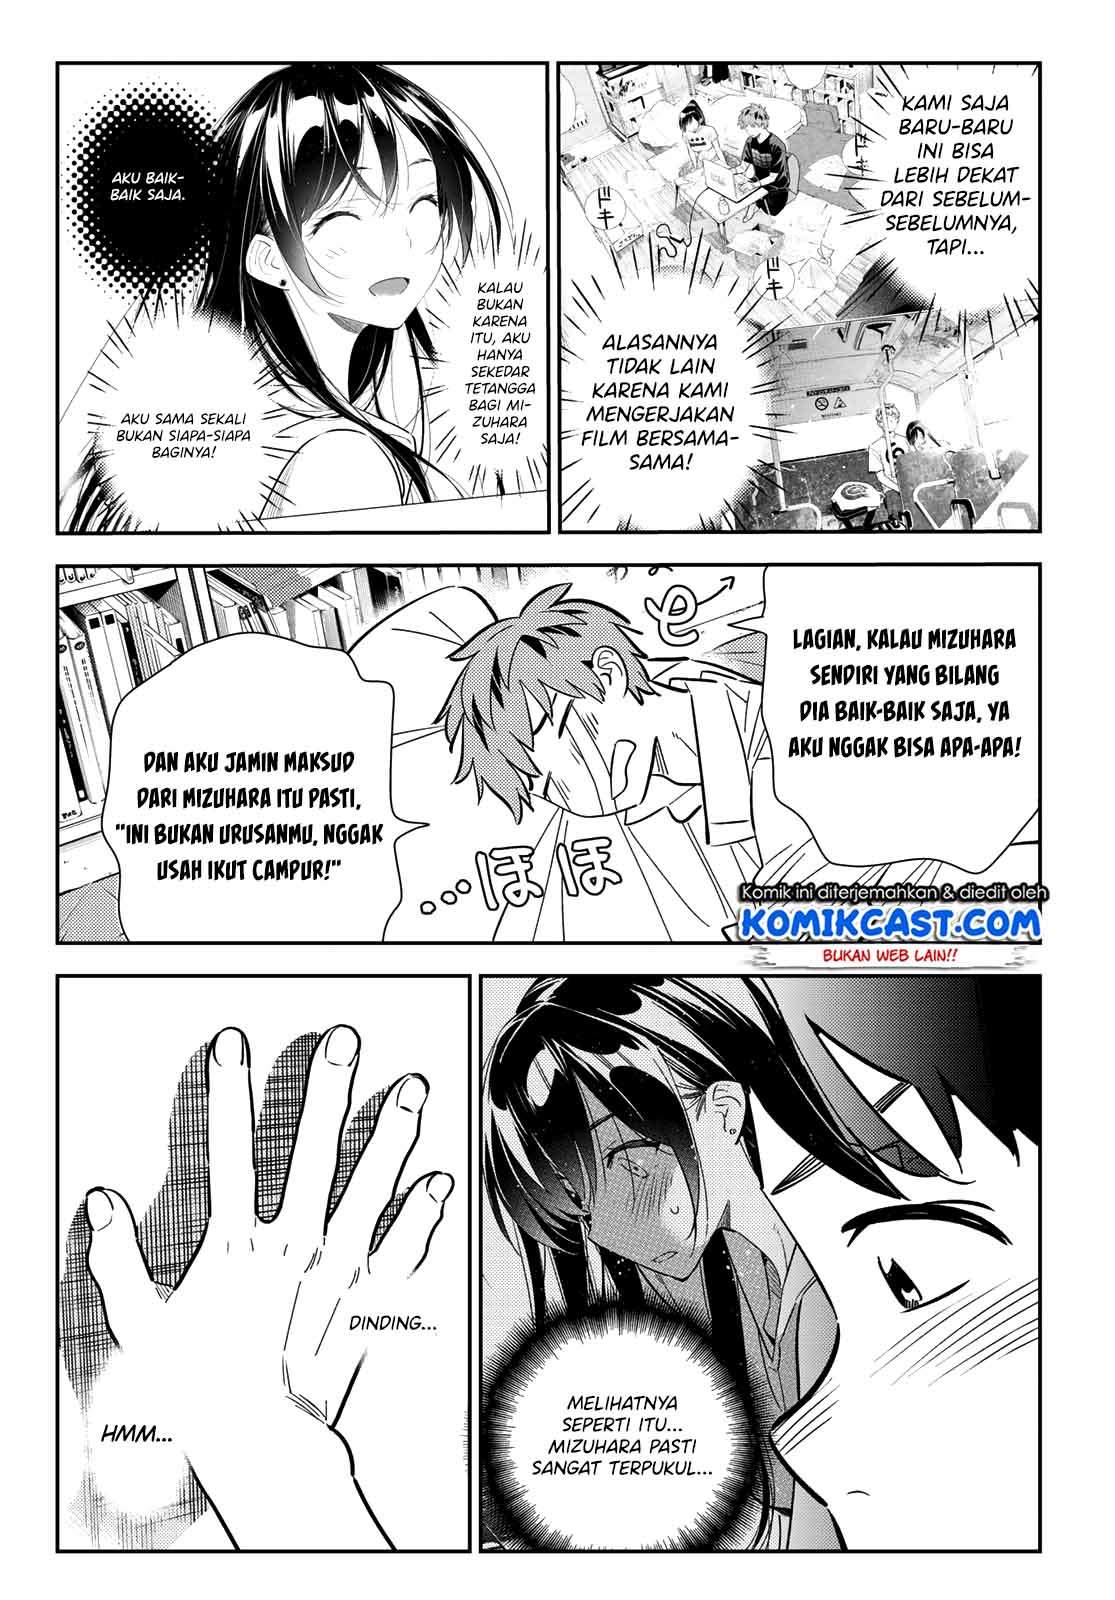 KAMI SAJA
BARU-BARU
INI BISA
LEBIH DEKAT
DARI SEBELUM-
SEBELUMNYA,
TAPI...
ドキ
ドキ
ALASANNYA
TIDAK LAIN
KARENA KAMI
MENGERJAKAN
FILM BERSAMA-
SAMA!
AKU BAIK-
BAIK SAJA.
KALAU
BUKAN
KARENA
ITU, AKU
HANYA
SEKEDAR
TETANGGA
BAGI MI-
ZUHARA
SAJA!
AKU SAMA SEKALI
BUKAN SIAPA-SIAPA
BAGINYA!
LAGIAN, KALAU MIZUHARA
SENDIRI YANG BILANG
DIA BAIK-BAIK SAJA, YA
AKU NGGAK BISA APA-APA!
DAN AKU JAMIN MAKSUD
DARI MIZUHARA ITU PASTI,
"INI BUKAN URUSANMU, NGGAK
USAH IKUT CAMPUR!"
…ほほ
Komik ini diterjemahkan & diedit oleh
KOMIKCAST.COM
BUKAN WEB LAIN!!
MELIHATNYA
SEPERTI ITU...
MIZUHARA PASTI
SANGAT TERPUKUL...
DINDING...
HMM...